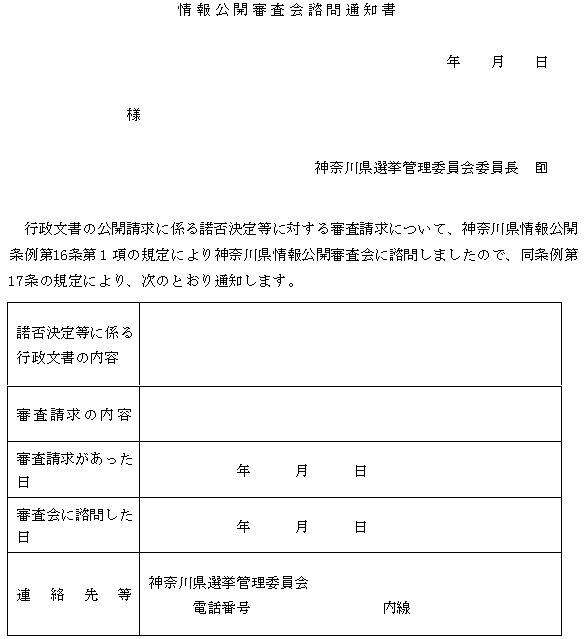 情報公開審査会諮問通知書
年　月　日
様
神奈川県選挙管理委員会委員長　印
行政文書の公開請求に係る諾否決定等に対する審査請求について、神奈川県情報公開
条例第16条第１項の規定により神奈川県情報公開審査会に諮問しましたので、同条例第
17条の規定により、次のとおり通知します。
諾否決定等に係る
行政文書の内容
審査請求の内容
審査請求があった
日
年　月　日
審査会に諮問した
日
年　月　日
連絡先等
神奈川県選挙管理委員会
電話番号　内線